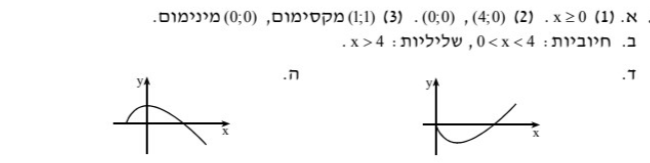 א. (1) x ≥ 0 . (2) (4;0) , (0;0) . (3) (1;1) מקסימום, (0;0) מינימום.
ב. חיוביות : 0 < x < 4 , שליליות : x > 4 .
ד. ה.
y x y x